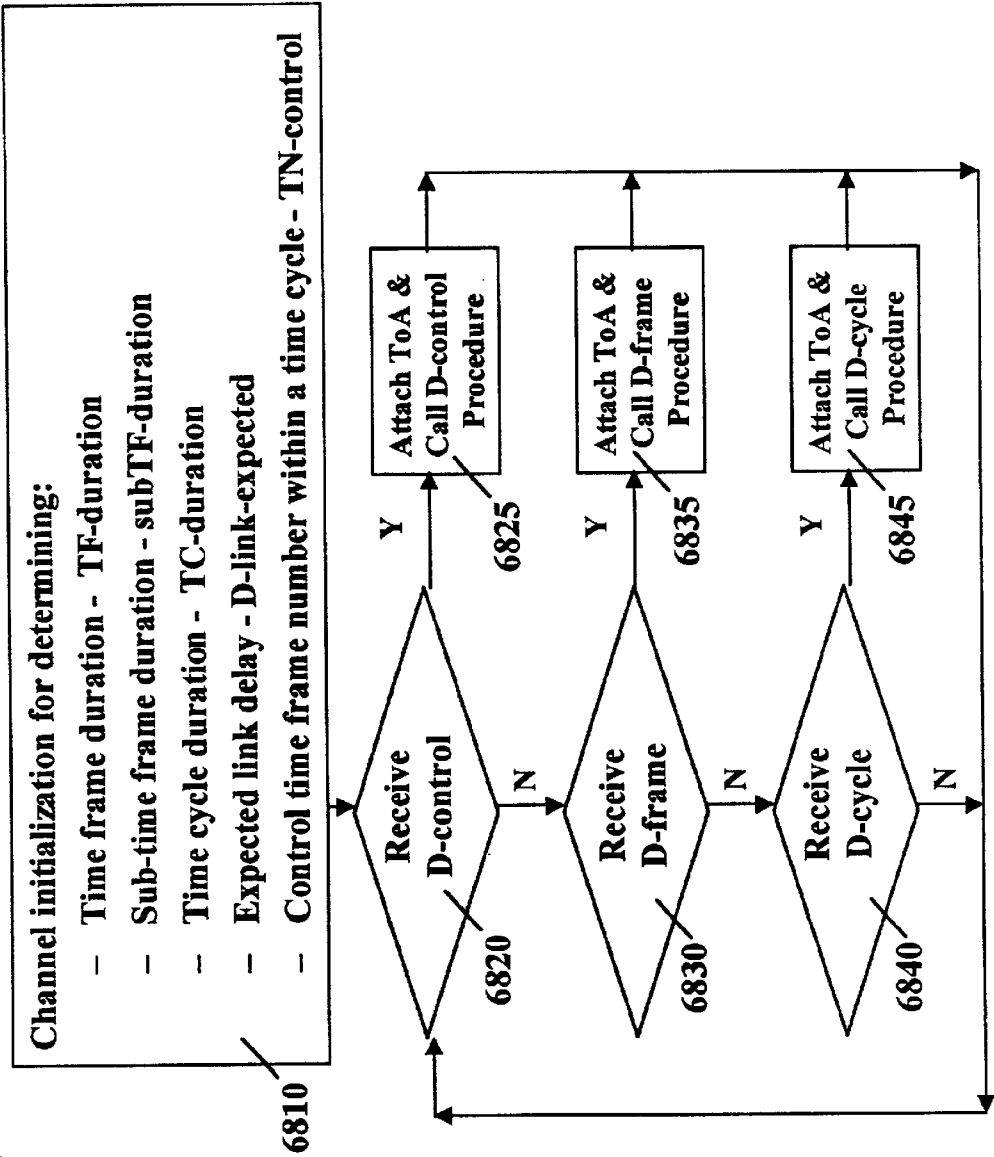 Channel initialization for determining:
– Time frame duration - TF-duration
– Sub-time frame duration - subTF-duration
– Time cycle duration - TC-duration
– Expected link delay - D-link-expected
– Control time frame number within a time cycle - TN-control
6810
Receive
D-control
6820
Y
N
Attach ToA &
Call D-control
Procedure
6825
Receive
D-frame
6830
Y
N
Attach ToA &
Call D-frame
Procedure
6835
Receive
D-cycle
6840
Y
N
Attach ToA &
Call D-cycle
Procedure
6845